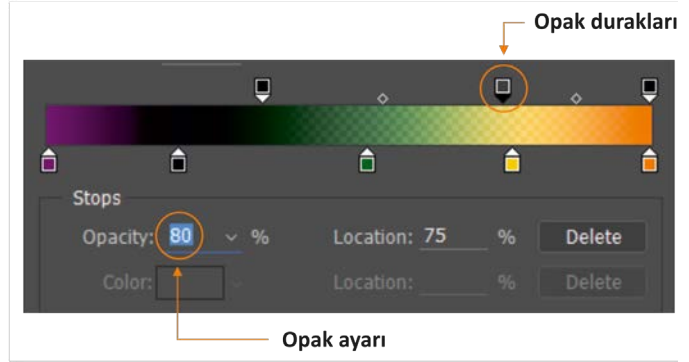 Opak durakları
Stops
Opacity: 80 % Location: 75 % Delete
Color: Location: % Delete
Opak ayarı